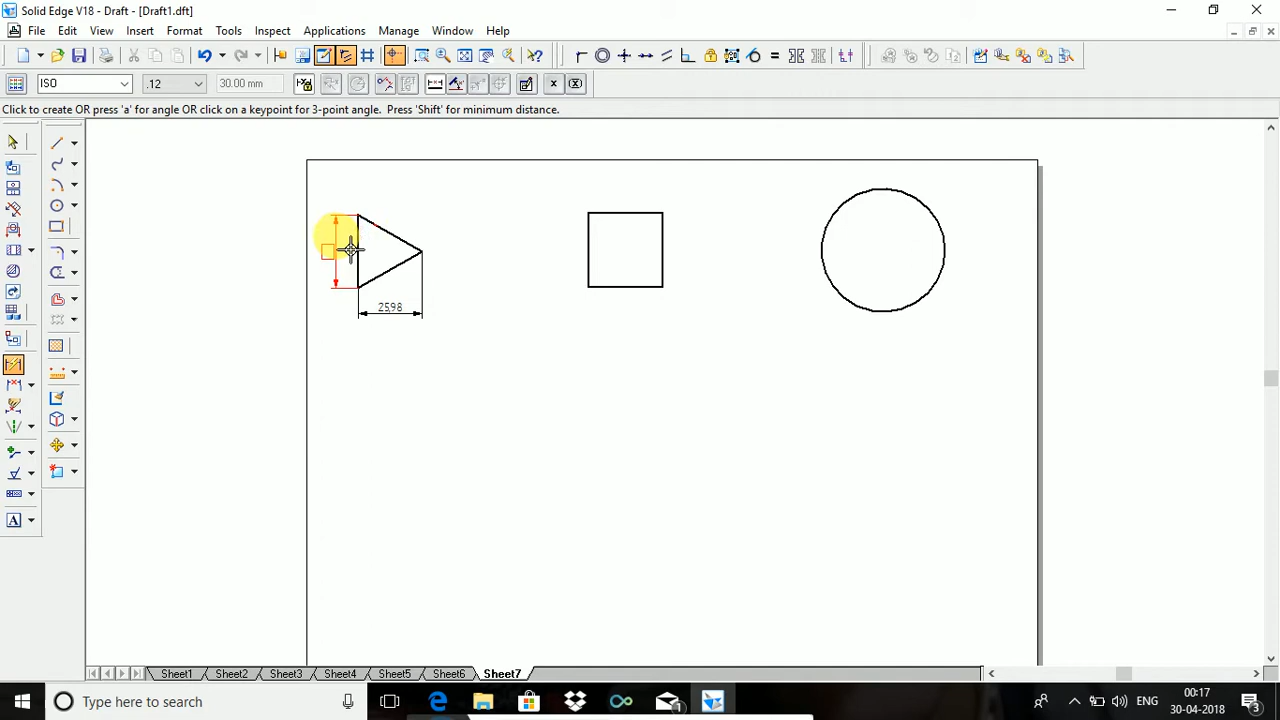 Solid Edge V18 - Draft - [Draft1.dft]
File Edit View Insert Format Tools Inspect Applications Manage Window Help
ISO .12 30.00 mm
Click to create OR press 'a' for angle OR click on a keypoint for 3-point angle. Press 'Shift' for minimum distance.
25,98
A
Sheet1 Sheet2 Sheet3 Sheet4 Sheet5 Sheet6 Sheet7
Type here to search
ENG
00:17
30-04-2018
1
3